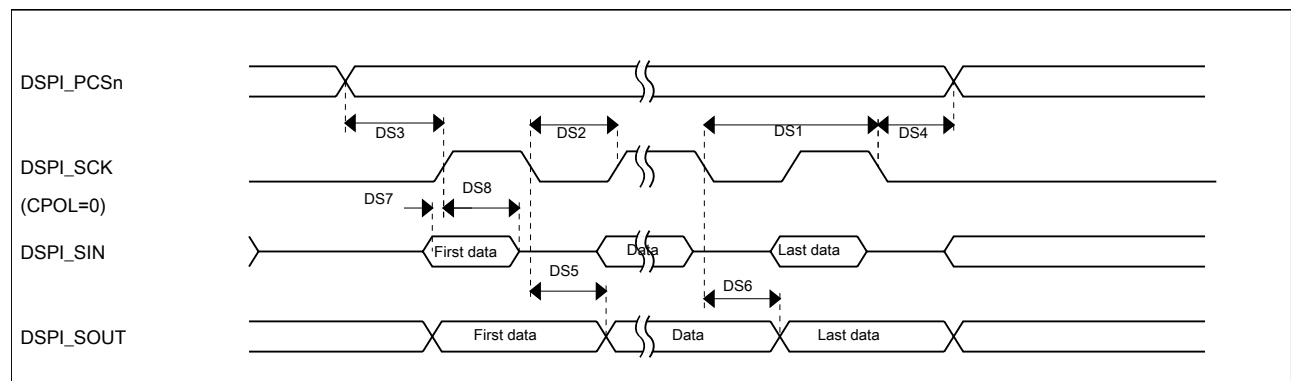 DSPI_PCSn
DS3
DS2
DS1
DS4
DSPI_SCK
(CPOL=0)
DS7
DS8
DSPI_SIN
First data
Data
Last data
DS5
DS6
DSPI_SOUT
First data
Data
Last data